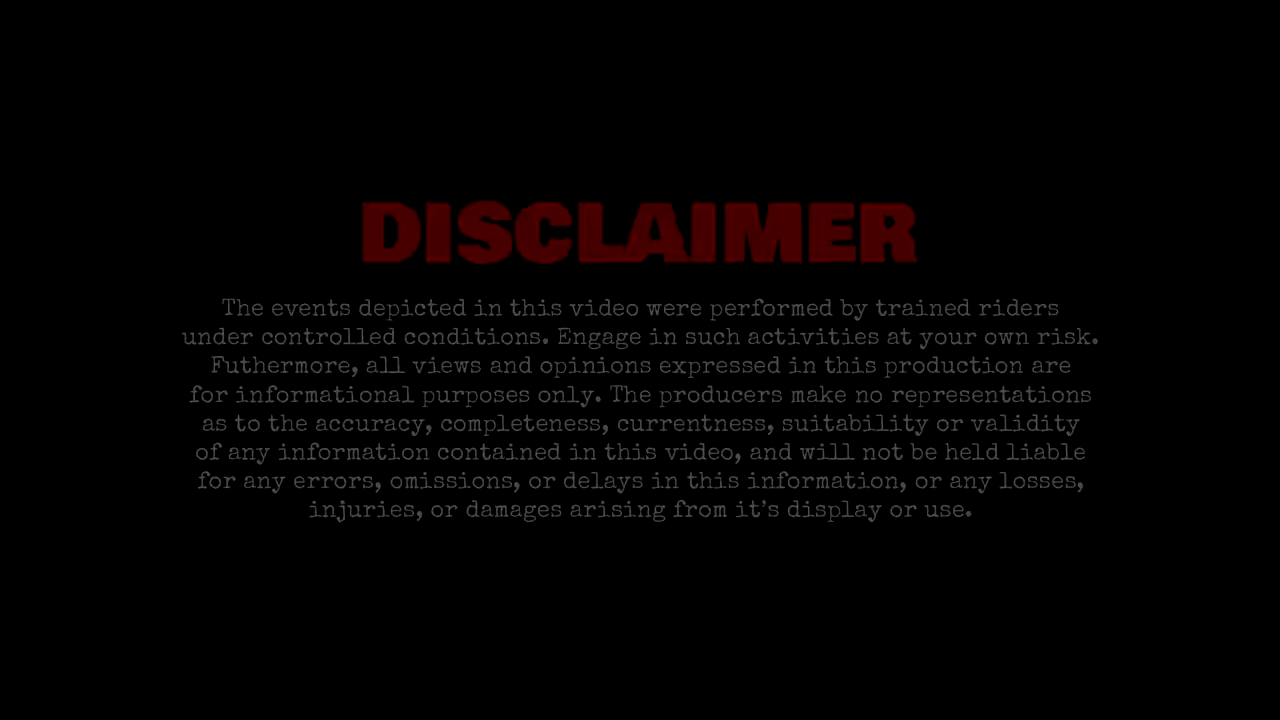 DISCLAIMER
The events depicted in this video were performed by trained riders
under controlled conditions. Engage in such activities at your own risk.
Futhermore, all views and opinions expressed in this production are
for informational purposes only. The producers make no representations
as to the accuracy, completeness, currentness, suitability or validity
of any information contained in this video, and will not be held liable
for any errors, omissions, or delays in this information, or any losses,
injuries, or damages arising from it's display or use.